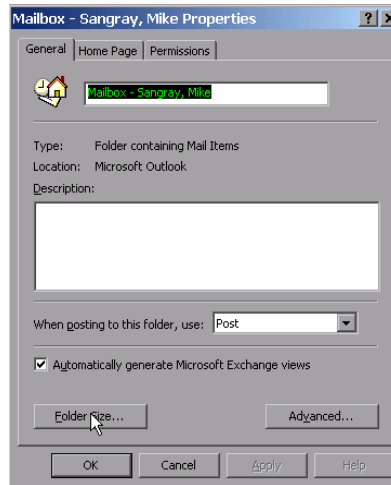 Mailbox - Sangray, Mike Properties
General Home Page Permissions
Mailbox - Sangray, Mike
Type: Folder containing Mail Items
Location: Microsoft Outlook
Description:
When posting to this folder, use: Post
Automatically generate Microsoft Exchange views
Folder Size... Advanced...
OK Cancel Apply Help